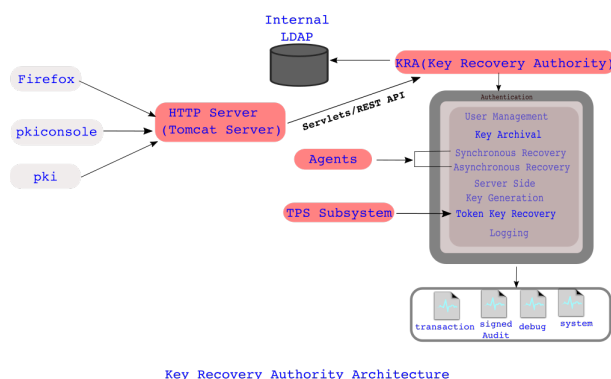 Internal
LDAP
Firefox
KRA(Key Recovery Authority)
HTTP Server
(Tomcat Server)
Servlets/REST API
pkiconsole
pki
Authentication
User Management
Key Archival
Agents
Synchronous Recovery
Asynchronous Recovery
Server Side
Key Generation
TPS Subsystem
Token Key Recovery
Logging
transaction
signed
Audit
debug
system
Key Recovery Authority Architecture